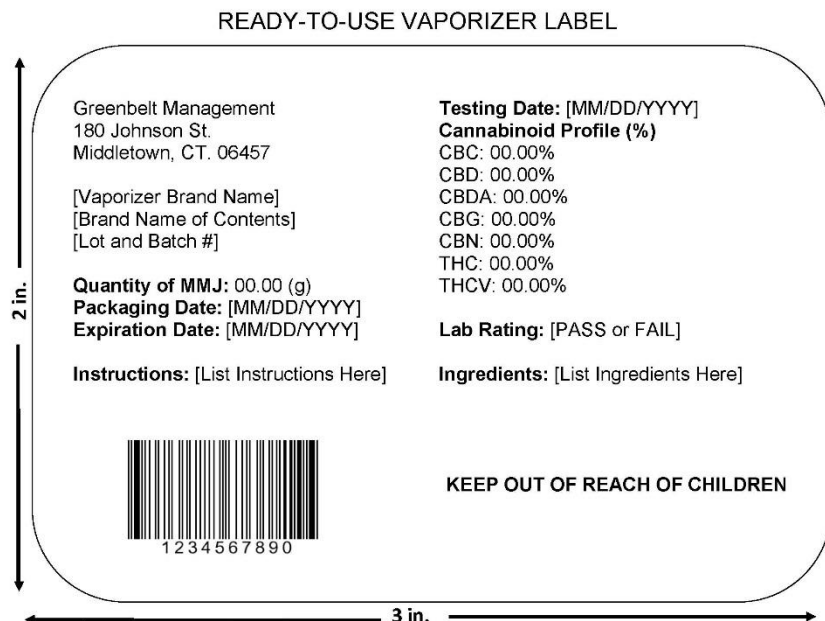 READY-TO-USE VAPORIZER LABEL
Greenbelt Management
180 Johnson St.
Middletown, CT. 06457
[Vaporizer Brand Name]
[Brand Name of Contents]
[Lot and Batch #]
Quantity of MMJ: 00.00 (g)
Packaging Date: [MM/DD/YYYY]
Expiration Date: [MM/DD/YYYY]
Instructions: [List Instructions Here]
1234567890
Testing Date: [MM/DD/YYYY]
Cannabinoid Profile (%)
CBC: 00.00%
CBD: 00.00%
CBDA: 00.00%
CBG: 00.00%
CBN: 00.00%
THC: 00.00%
THCV: 00.00%
Lab Rating: [PASS or FAIL]
Ingredients: [List Ingredients Here]
KEEP OUT OF REACH OF CHILDREN
2 in.
3 in.